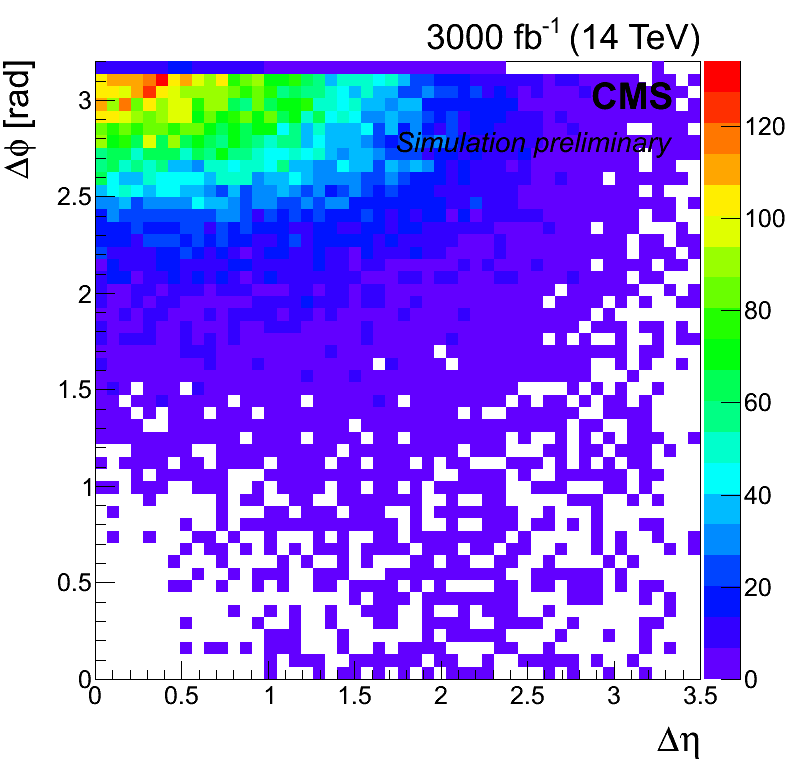 3000 fb⁻¹ (14 TeV)
Δϕ [rad]
CMS
Simulation preliminary
3
2.5
2
1.5
1
0.5
0
120
100
80
60
40
20
0
0 0.5 1 1.5 2 2.5 3 3.5
Δη